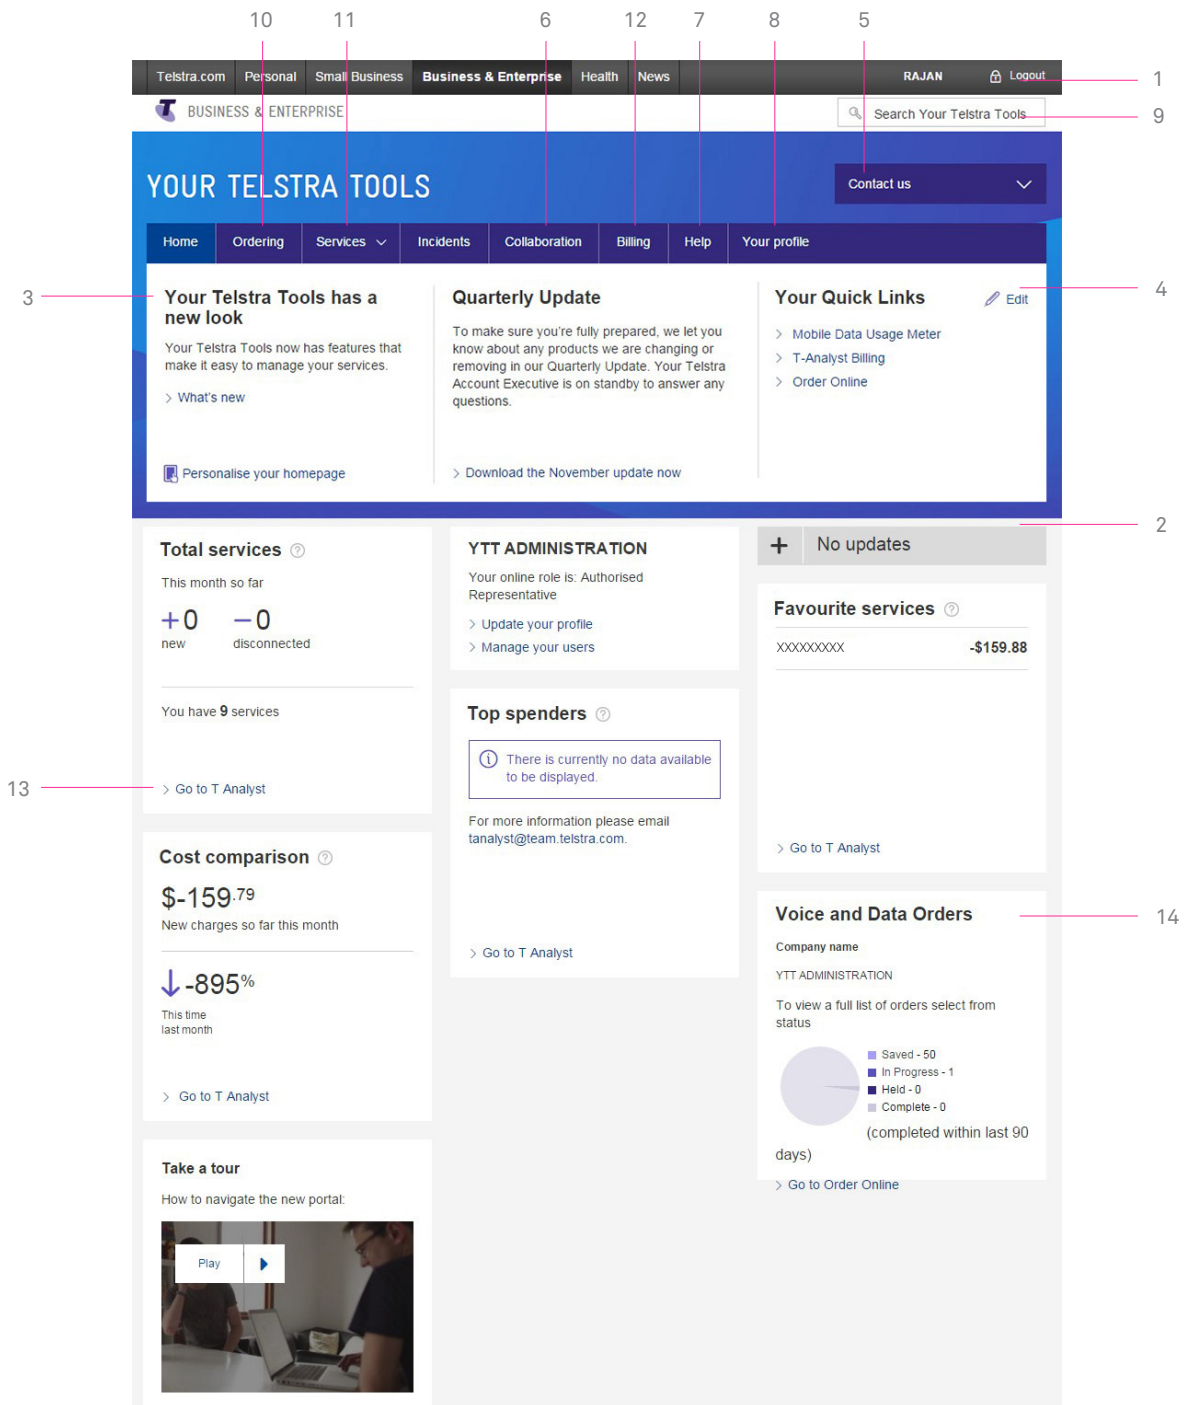 10 11 6 12 7 8 5
Telstra.com Personal Small Business Business & Enterprise Health News RAJAN Logout 1
BUSINESS & ENTERPRISE Search Your Telstra Tools 9
YOUR TELSTRA TOOLS Contact us
Home Ordering Services Incidents Collaboration Billing Help Your profile
3
Your Telstra Tools has a
new look
Your Telstra Tools now has features that
make it easy to manage your services.
> What's new
Personalise your homepage
Quarterly Update
To make sure you're fully prepared, we let you
know about any products we are changing or
removing in our Quarterly Update. Your Telstra
Account Executive is on standby to answer any
questions.
> Download the November update now
Your Quick Links Edit 4
> Mobile Data Usage Meter
> T-Analyst Billing
> Order Online
2
Total services ?
This month so far
+0 −0
new disconnected
You have 9 services
13
> Go to T Analyst
Cost comparison ?
$-159.79
New charges so far this month
-895%
This time
last month
> Go to T Analyst
Take a tour
How to navigate the new portal:
Play
YTT ADMINISTRATION
Your online role is: Authorised
Representative
> Update your profile
> Manage your users
Top spenders ?
i There is currently no data available
to be displayed.
For more information please email
tanalyst@team.telstra.com.
> Go to T Analyst
+ No updates
Favourite services ?
XXXXXXXXX -$159.88
> Go to T Analyst
Voice and Data Orders 14
Company name
YTT ADMINISTRATION
To view a full list of orders select from
status
Saved - 50
In Progress - 1
Held - 0
Complete - 0
(completed within last 90
days)
> Go to Order Online